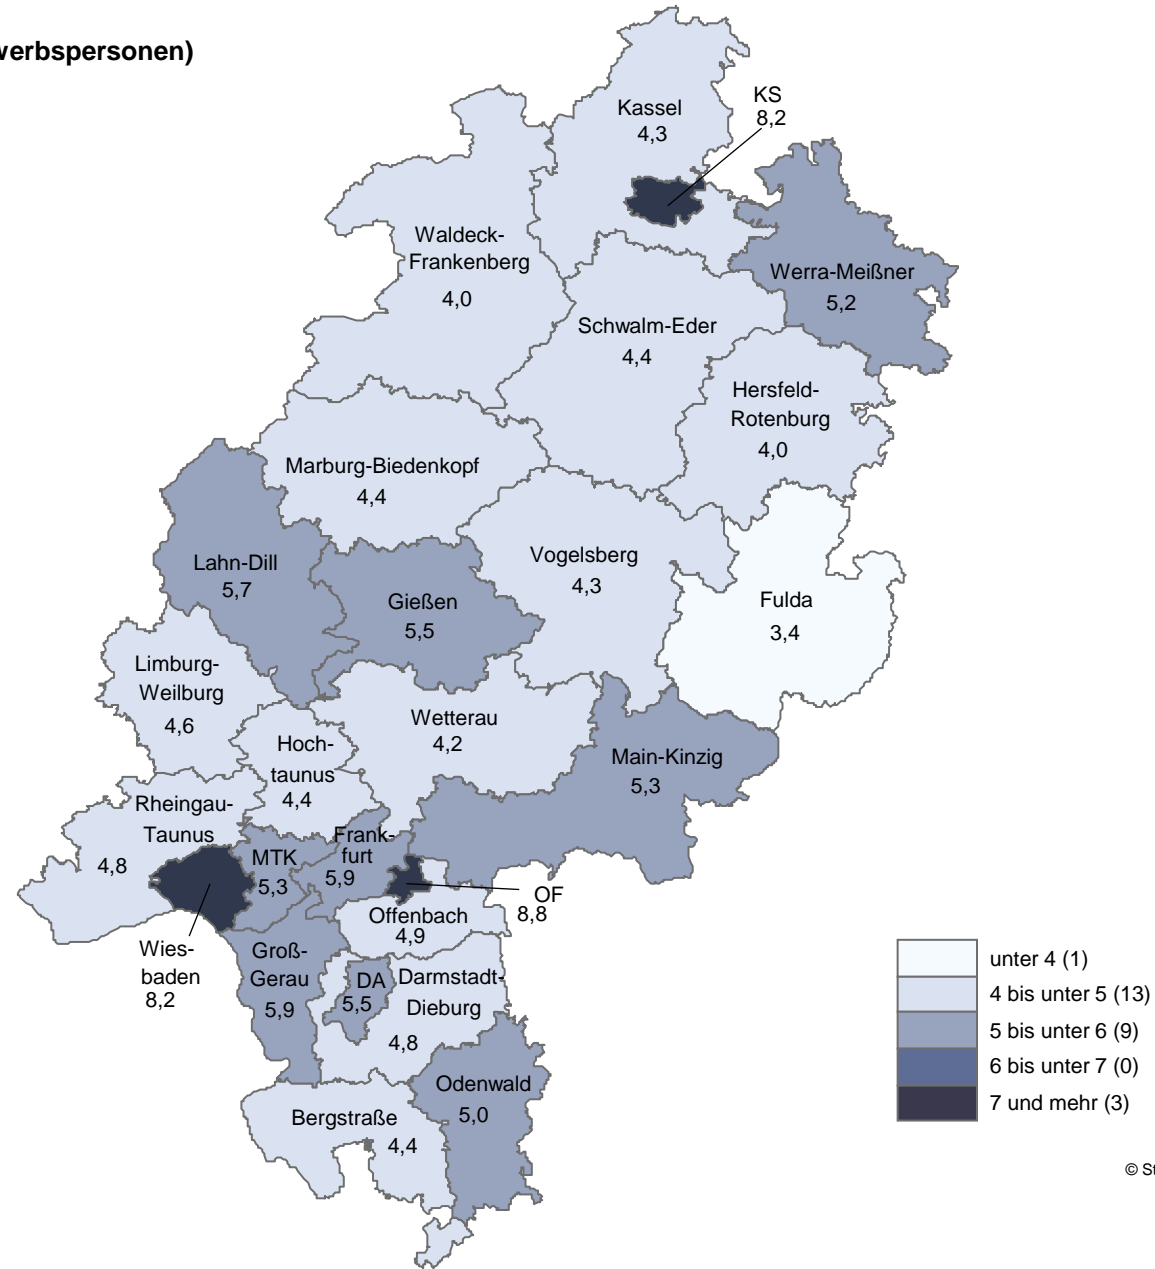 werbspersonen)
KS
8,2
Kassel
4,3
Waldeck-
Frankenberg
4,0
Werra-Meißner
5,2
Schwalm-Eder
4,4
Hersfeld-
Rotenburg
4,0
Marburg-Biedenkopf
4,4
Vogelsberg
4,3
Lahn-Dill
5,7
Gießen
5,5
Fulda
3,4
Limburg-
Weilburg
4,6
Wetterau
4,2
Hoch-
taunus
4,4
Main-Kinzig
5,3
Rheingau-
Taunus
4,8
MTK
5,3
Frank-
furt
5,9
OF
8,8
Offenbach
4,9
Wies-
baden
8,2
Groß-
Gerau
5,9
DA
5,5
Darmstadt-
Dieburg
4,8
Odenwald
5,0
Bergstraße
4,4
unter 4 (1)
4 bis unter 5 (13)
5 bis unter 6 (9)
6 bis unter 7 (0)
7 und mehr (3)
© St